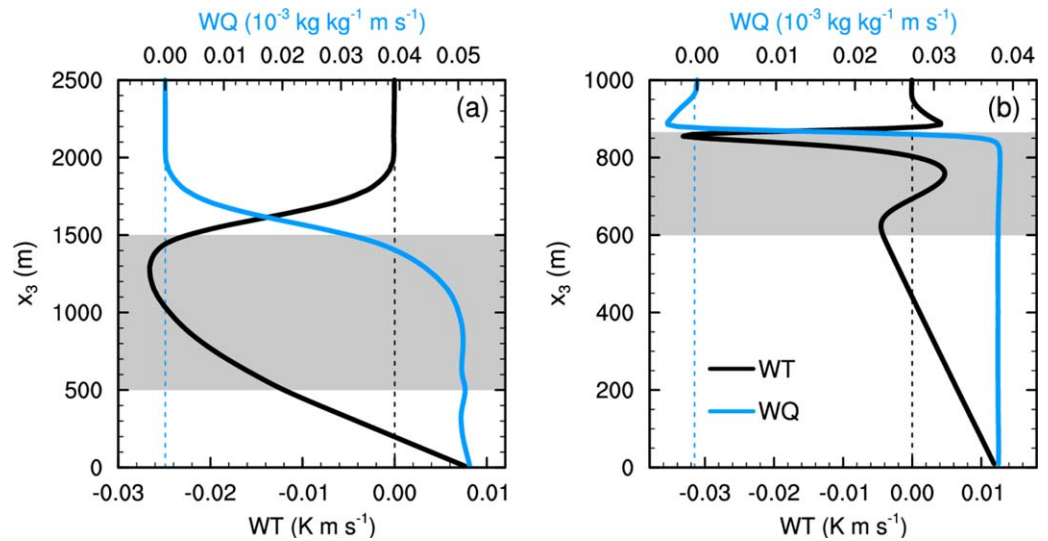 WQ (10⁻³ kg kg⁻¹ m s⁻¹)
0.00 0.01 0.02 0.03 0.04 0.05
2500
2000
1500
1000
500
0
x₃ (m)
(a)
-0.03 -0.02 -0.01 0.00 0.01
WT (K m s⁻¹)
WQ (10⁻³ kg kg⁻¹ m s⁻¹)
0.00 0.01 0.02 0.03 0.04
1000
800
600
400
200
0
x₃ (m)
(b)
WT
WQ
-0.03 -0.02 -0.01 0.00 0.01
WT (K m s⁻¹)